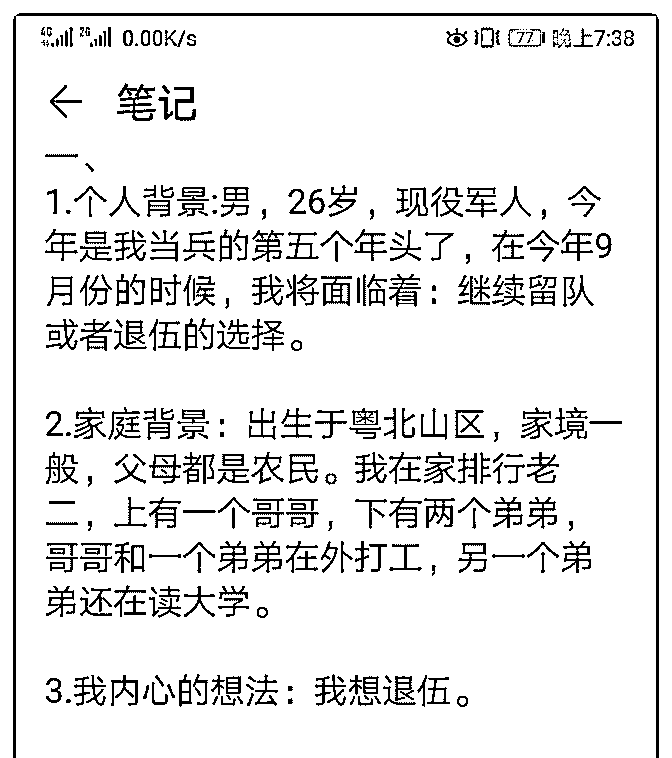 4G 2G 0.00K/s 77 晚上7:38
← 笔记
一、
1.个人背景:男，26岁，现役军人，今
年是我当兵的第五个年头了，在今年9
月份的时候，我将面临着：继续留队
或者退伍的选择。
2.家庭背景：出生于粤北山区，家境一
般，父母都是农民。我在家排行老
二，上有一个哥哥，下有两个弟弟，
哥哥和一个弟弟在外打工，另一个弟
弟还在读大学。
3.我内心的想法：我想退伍。